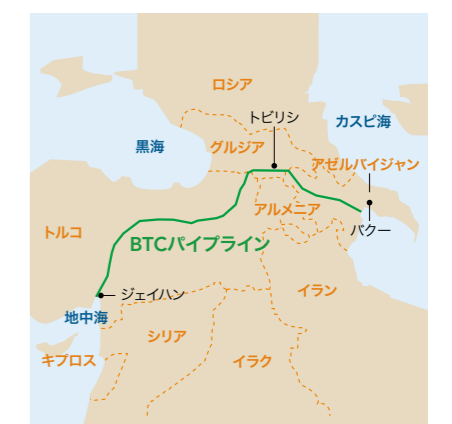 ロシア
トビリシ
カスピ海
黒海
グルジア
アゼルバイジャン
アルメニア
トルコ
バクー
BTCパイプライン
ジェイハン
イラン
地中海
シリア
キプロス
イラク